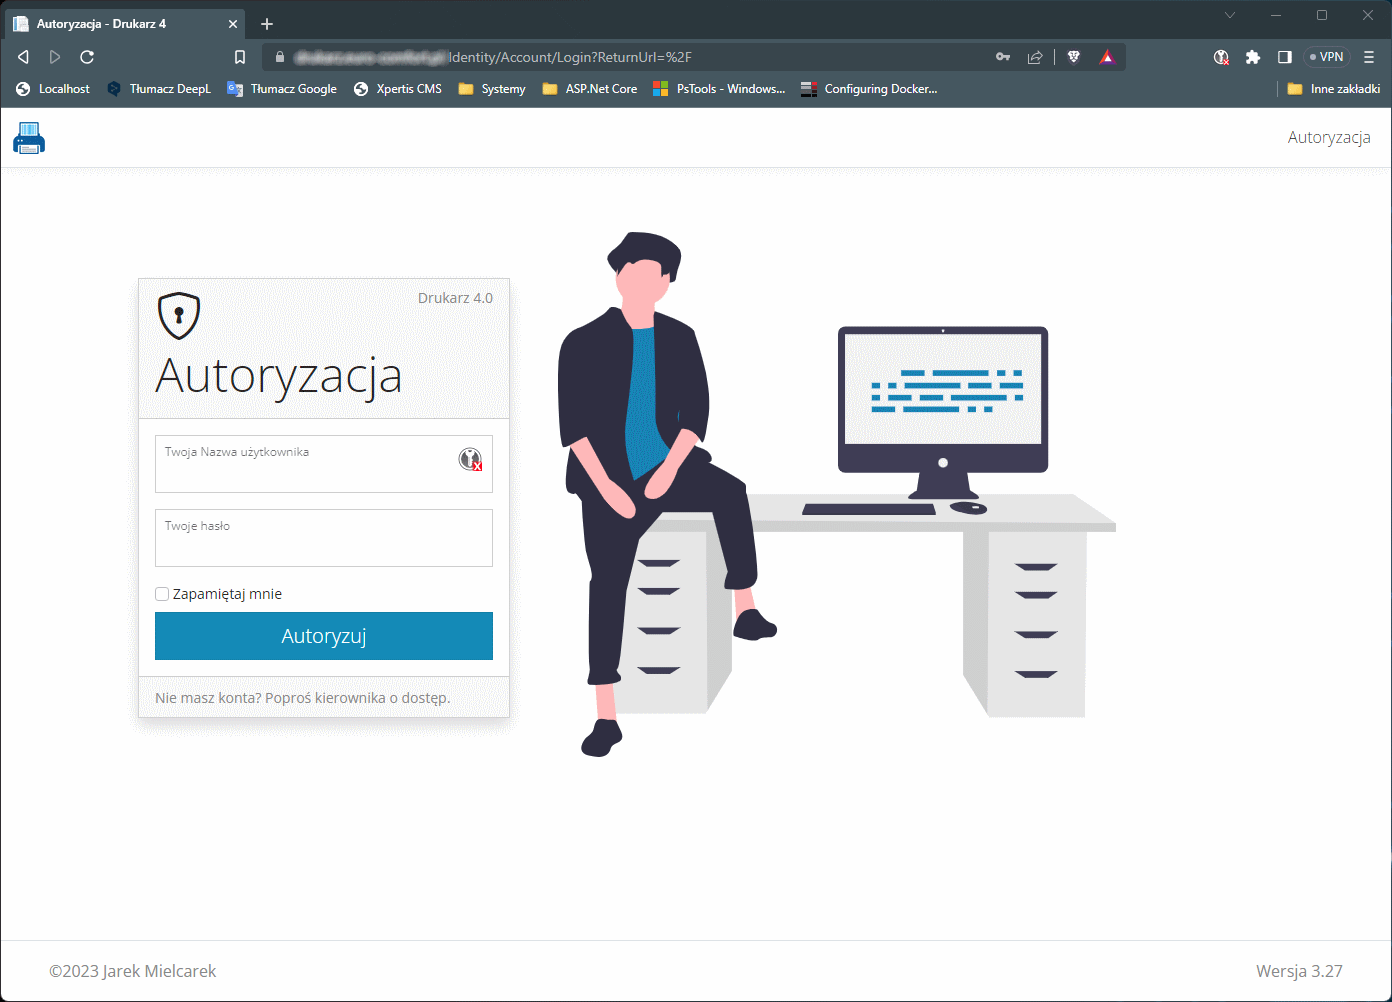 Autoryzacja - Drukarz 4
Identity/Account/Login?ReturnUrl=%2F
VPN
Localhost
Tłumacz DeepL
Tłumacz Google
Xpertis CMS
Systemy
ASP.Net Core
PsTools - Windows...
Configuring Docker...
Inne zakładki
Autoryzacja
Drukarz 4.0
Autoryzacja
Twoja Nazwa użytkownika
Twoje hasło
Zapamiętaj mnie
Autoryzuj
Nie masz konta? Poproś kierownika o dostęp.
©2023 Jarek Mielcarek
Wersja 3.27